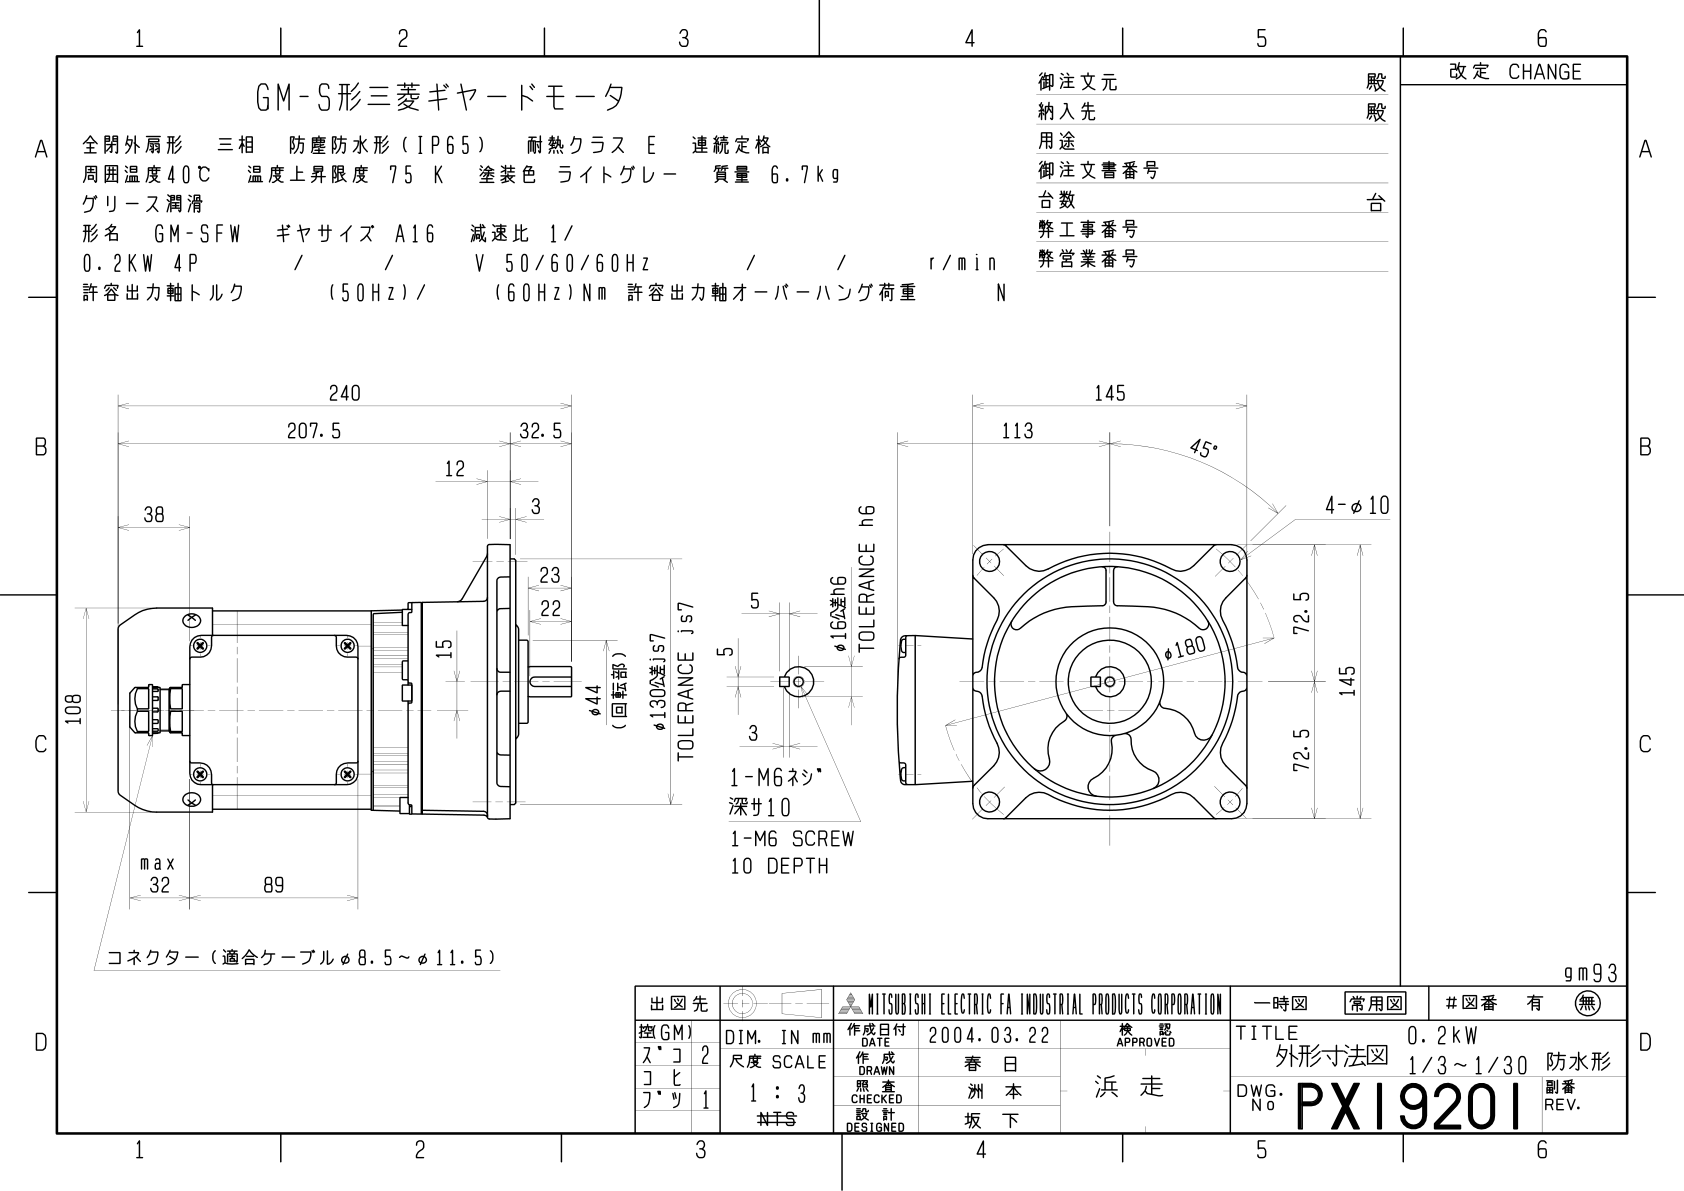 1 2 3 4 5 6
改定 CHANGE
GM-S形三菱ギヤードモータ
全閉外扇形 三相 防塵防水形(IP65) 耐熱クラス E 連続定格
周囲温度40℃ 温度上昇限度 75 K 塗装色 ライトグレー 質量 6.7kg
グリース潤滑
形名 GM-SFW ギヤサイズ A16 減速比 1/
0.2KW 4P / / V 50/60/60Hz / / r/min
許容出力軸トルク (50Hz)/ (60Hz)Nm 許容出力軸オーバーハング荷重 N
御注文元 殿
納入先 殿
用途
御注文書番号
台数 台
弊工事番号
弊営業番号
A A
B B
C C
D D
240
207.5 32.5
12
3
38
23
22
15
108
max
32 89
φ44
(回転部)
φ130公差js7
TOLERANCE js7
コネクター(適合ケーブルφ8.5~φ11.5)
5
5
3
φ16公差h6
TOLERANCE h6
1-M6ネジ
深サ10
1-M6 SCREW
10 DEPTH
145
113
45°
4-φ10
φ180
72.5
72.5
145
gm93
出図先
控(GM)
ズコ 2
コヒ
ブツ 1
DIM. IN mm
尺度 SCALE
1 : 3
NTS
MITSUBISHI ELECTRIC FA INDUSTRIAL PRODUCTS CORPORATION
作成日付
DATE
2004.03.22
作成
DRAWN
春日
照査
CHECKED
洲本
設計
DESIGNED
坂下
検認
APPROVED
浜走
一時図 常用図 #図番 有 無
TITLE
外形寸法図
0.2kW
1/3~1/30 防水形
DWG.
No
PX19201
副番
REV.
1 2 3 4 5 6